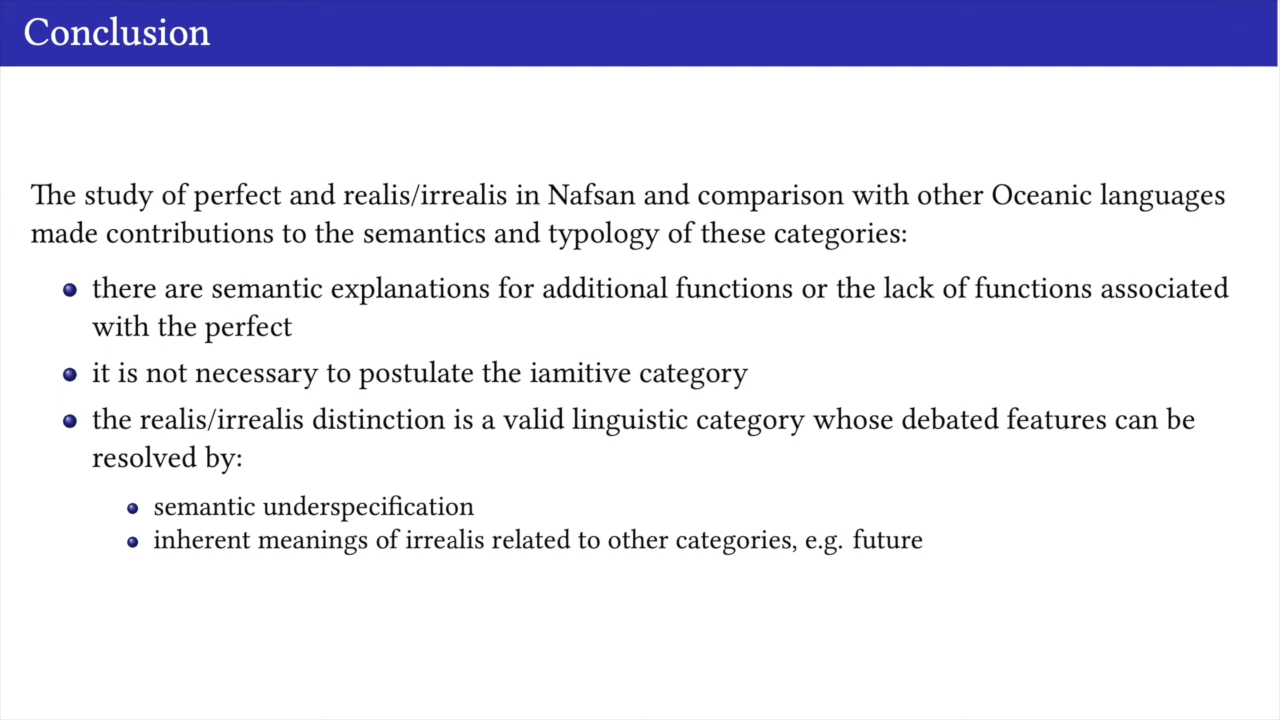 Conclusion
The study of perfect and realis/irrealis in Nafsan and comparison with other Oceanic languages
made contributions to the semantics and typology of these categories:
there are semantic explanations for additional functions or the lack of functions associated
with the perfect
it is not necessary to postulate the iamitive category
the realis/irrealis distinction is a valid linguistic category whose debated features can be
resolved by:
semantic underspecification
inherent meanings of irrealis related to other categories, e.g. future